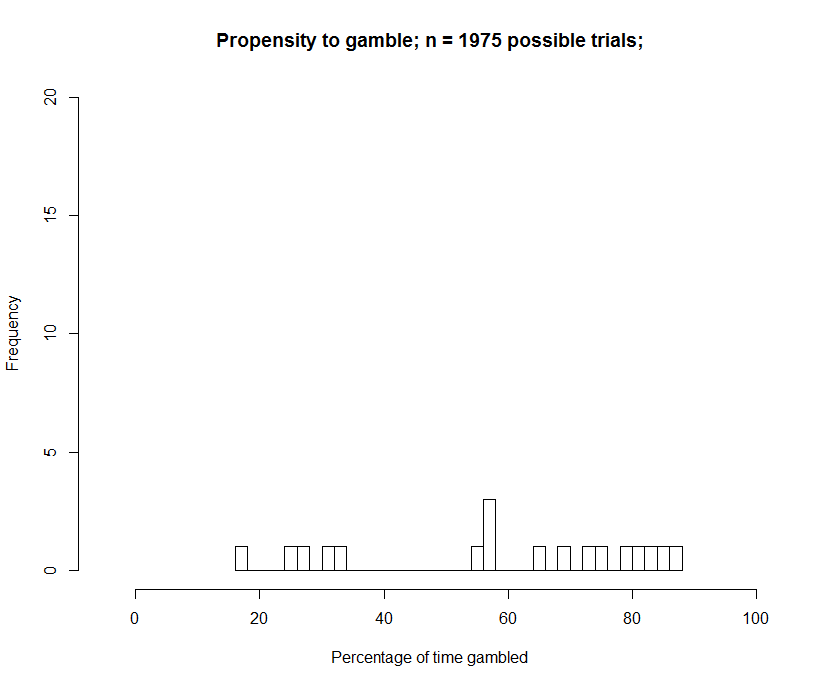 Propensity to gamble; n = 1975 possible trials;
20
15
10
5
0
Frequency
0 20 40 60 80 100
Percentage of time gambled